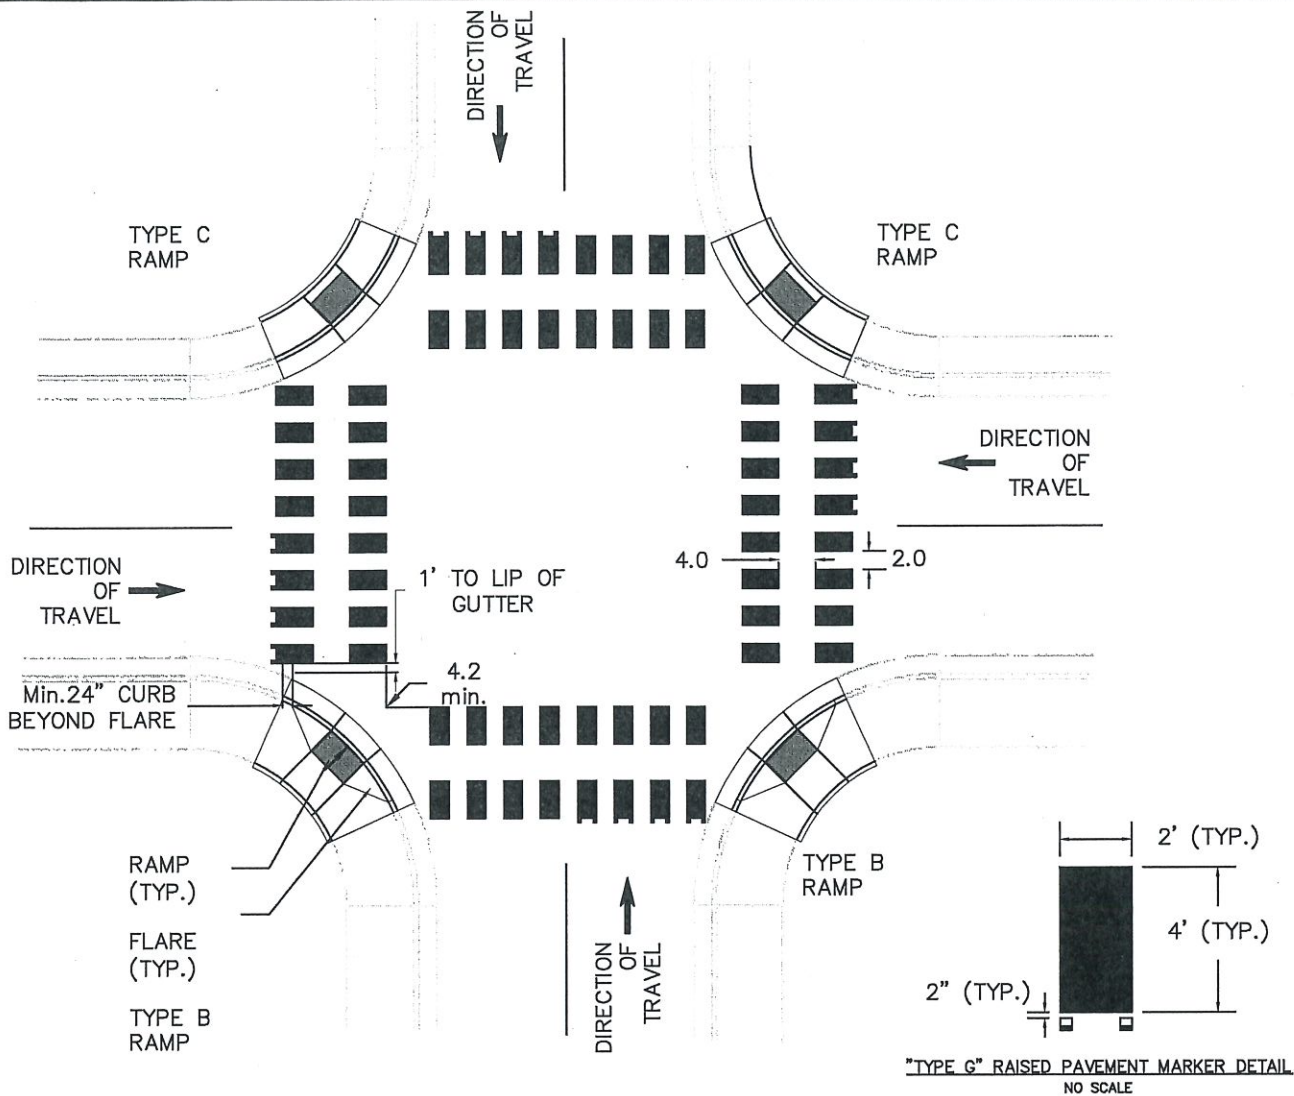 DIRECTION
OF
TRAVEL
TYPE C
RAMP
TYPE C
RAMP
DIRECTION
OF
TRAVEL
DIRECTION
OF
TRAVEL
1' TO LIP OF
GUTTER
4.0
2.0
Min.24" CURB
BEYOND FLARE
4.2
min.
RAMP
(TYP.)
FLARE
(TYP.)
TYPE B
RAMP
TYPE B
RAMP
DIRECTION
OF
TRAVEL
2' (TYP.)
4' (TYP.)
2" (TYP.)
"TYPE G" RAISED PAVEMENT MARKER DETAIL
NO SCALE